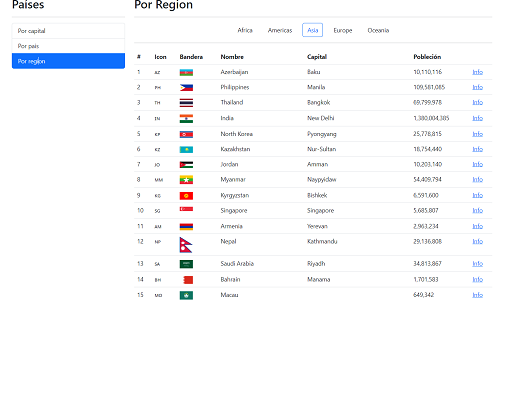 Países
Por Region
Por capital
Por país
Por región
Africa Americas Asia Europe Oceania
# Icon Bandera Nombre Capital Población
1 AZ Azerbaijan Baku 10,110,116 Info
2 PH Philippines Manila 109,581,085 Info
3 TH Thailand Bangkok 69,799,978 Info
4 IN India New Delhi 1,380,004,385 Info
5 KP North Korea Pyongyang 25,778,815 Info
6 KZ Kazakhstan Nur-Sultan 18,754,440 Info
7 JO Jordan Amman 10,203,140 Info
8 MM Myanmar Naypyidaw 54,409,794 Info
9 KG Kyrgyzstan Bishkek 6,591,600 Info
10 SG Singapore Singapore 5,685,807 Info
11 AM Armenia Yerevan 2,963,234 Info
12 NP Nepal Kathmandu 29,136,808 Info
13 SA Saudi Arabia Riyadh 34,813,867 Info
14 BH Bahrain Manama 1,701,583 Info
15 MO Macau 649,342 Info